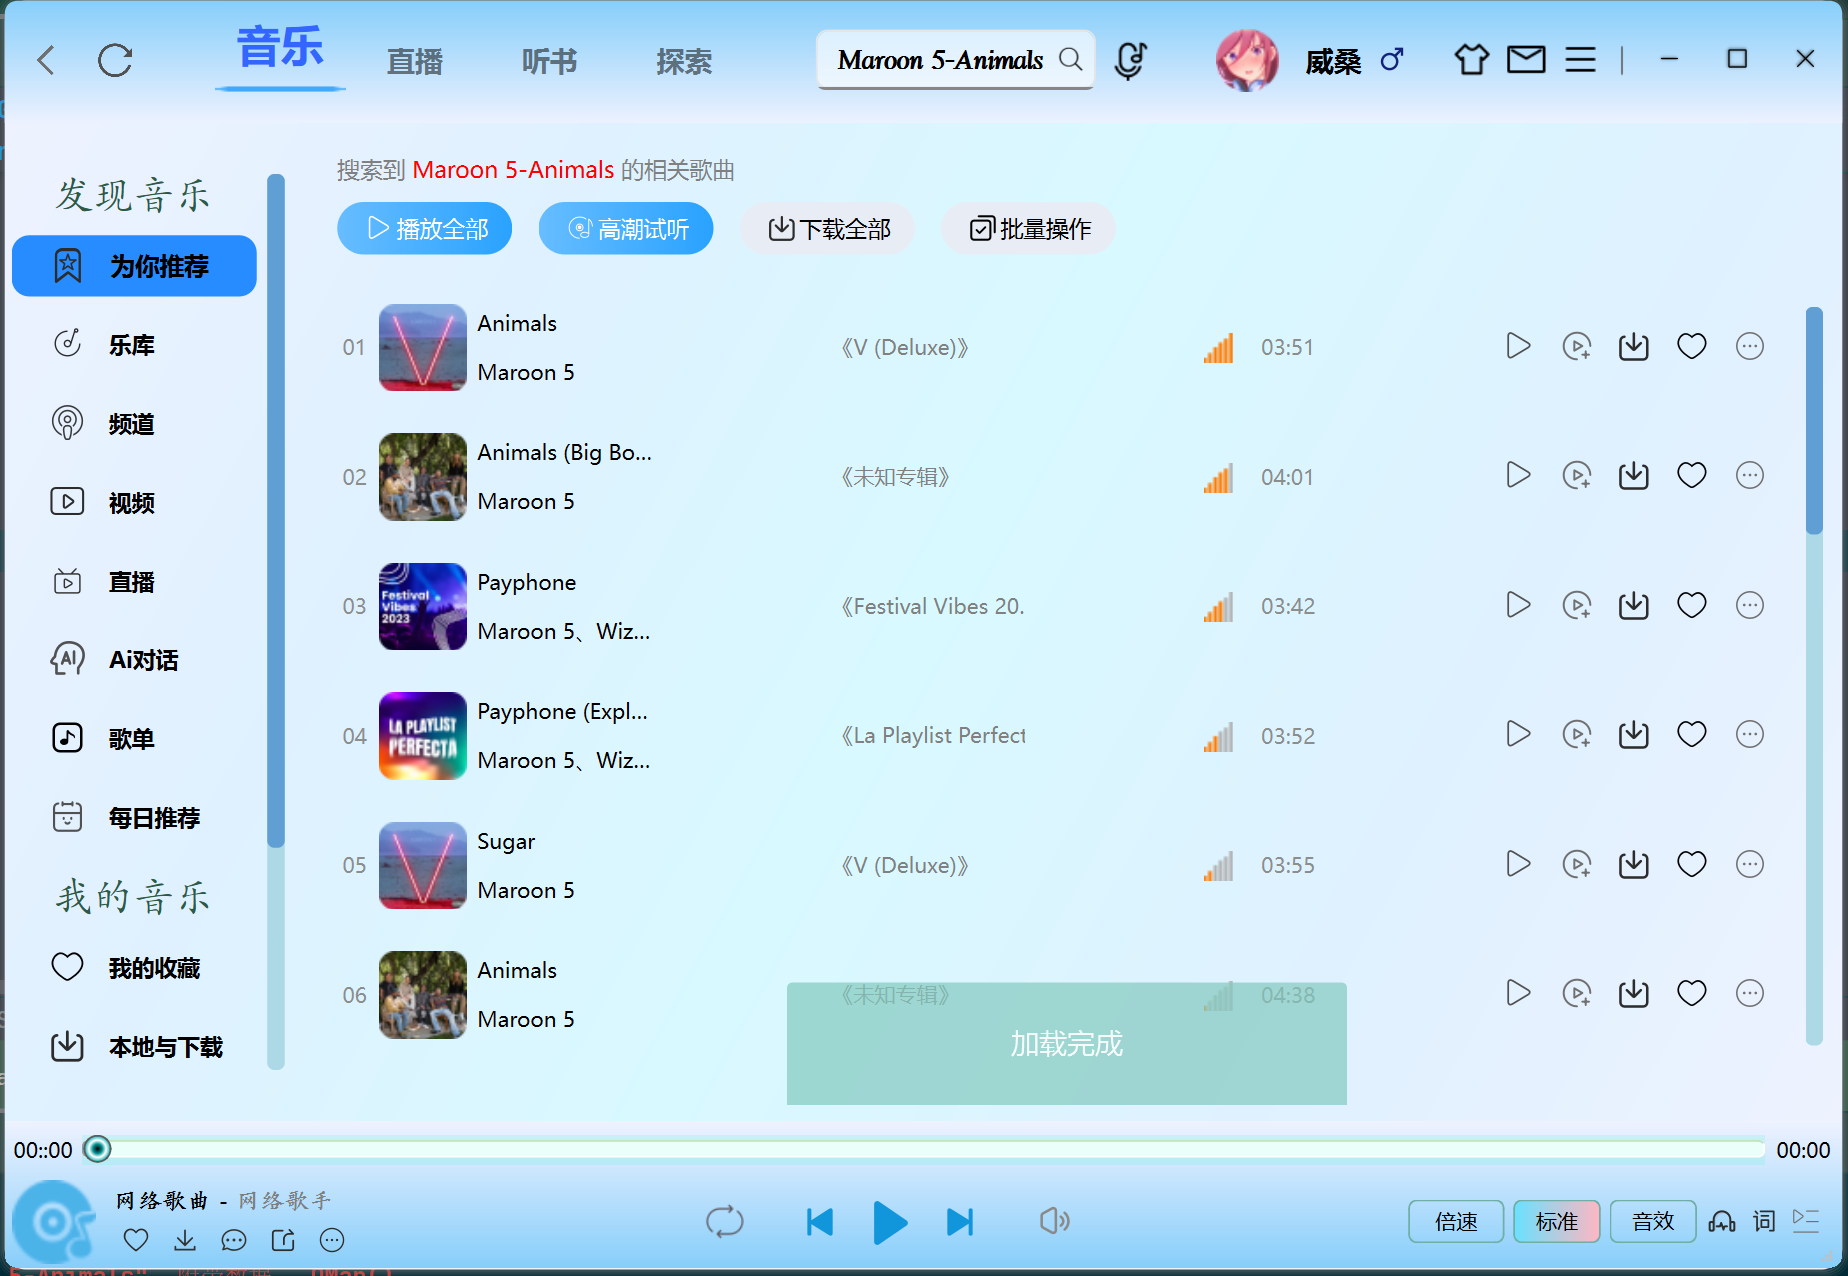 音乐 直播 听书 探索 Maroon 5-Animals 威桑
搜索到 Maroon 5-Animals 的相关歌曲
播放全部 高潮试听 下载全部 批量操作
发现音乐
为你推荐
乐库
频道
视频
直播
Ai对话
歌单
每日推荐
我的音乐
我的收藏
本地与下载
01 Animals
Maroon 5
《V (Deluxe)》 03:51
02 Animals (Big Bo...
Maroon 5
《未知专辑》 04:01
Festival
Vibes
2023
03 Payphone
Maroon 5、Wiz...
《Festival Vibes 20. 03:42
LA PLAYLIST
PERFECTA
04 Payphone (Expl...
Maroon 5、Wiz...
《La Playlist Perfect 03:52
05 Sugar
Maroon 5
《V (Deluxe)》 03:55
06 Animals
Maroon 5
《未知专辑》 04:38
加载完成
00::00 00:00
网络歌曲 - 网络歌手
倍速 标准 音效 词